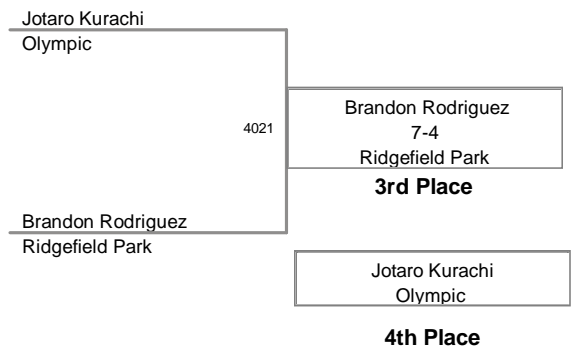 Jotaro Kurachi
Olympic
4021
Brandon Rodriguez
7-4
Ridgefield Park
3rd Place
Brandon Rodriguez
Ridgefield Park
Jotaro Kurachi
Olympic
4th Place